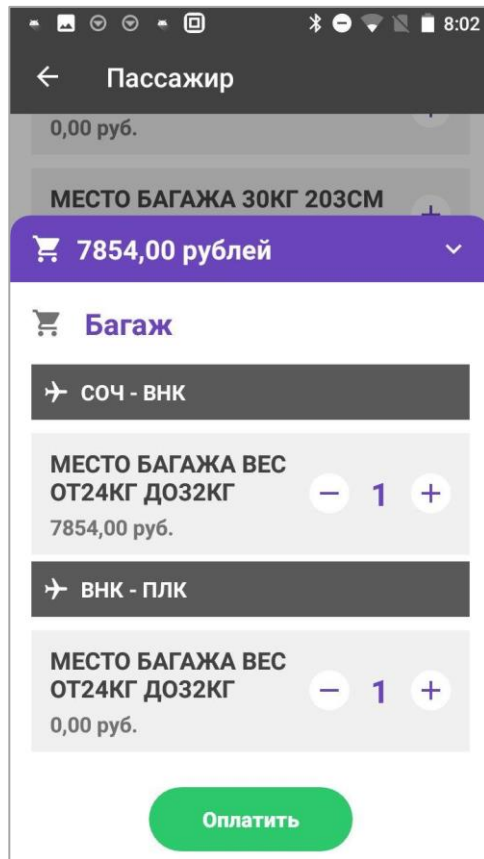 8:02
Пассажир
0,00 руб.
МЕСТО БАГАЖА 30КГ 203СМ
7854,00 рублей
Багаж
СОЧ - ВНК
МЕСТО БАГАЖА ВЕС
ОТ24КГ ДО32КГ
1
7854,00 руб.
ВНК - ПЛК
МЕСТО БАГАЖА ВЕС
ОТ24КГ ДО32КГ
1
0,00 руб.
Оплатить